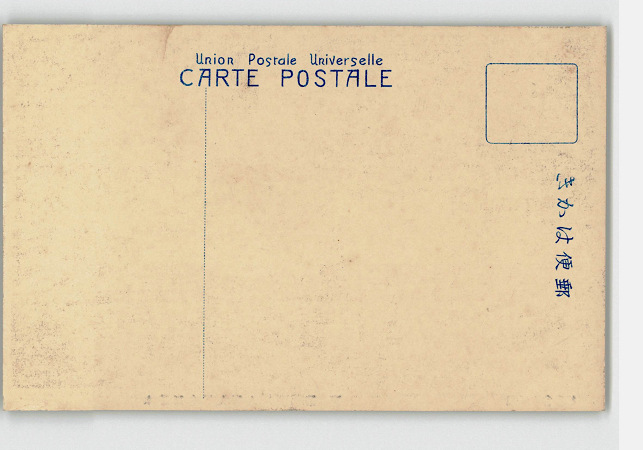 Union Postale Universelle
CARTE POSTALE
きかは便郵